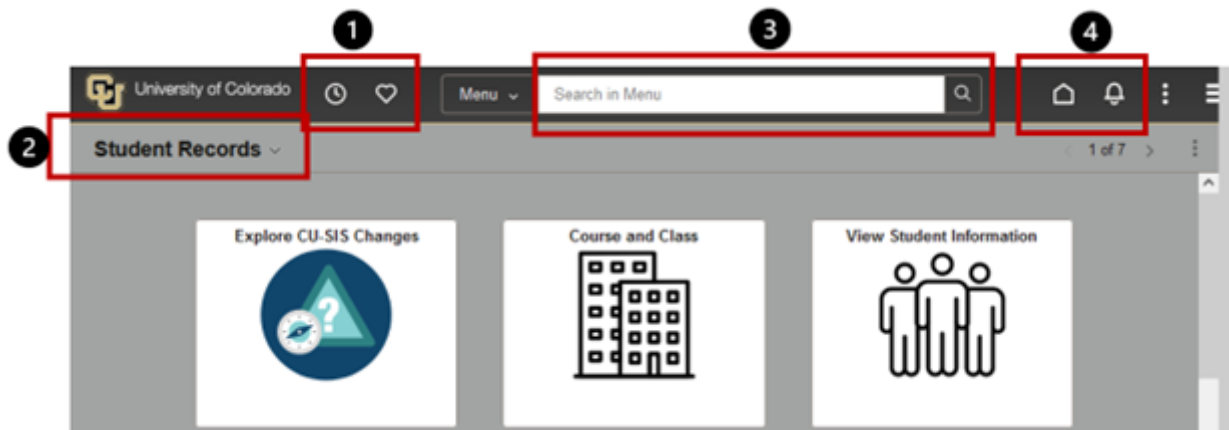 1
3
4
CU University of Colorado
Menu
Search in Menu
2
Student Records
1 of 7
Explore CU-SIS Changes
Course and Class
View Student Information
?